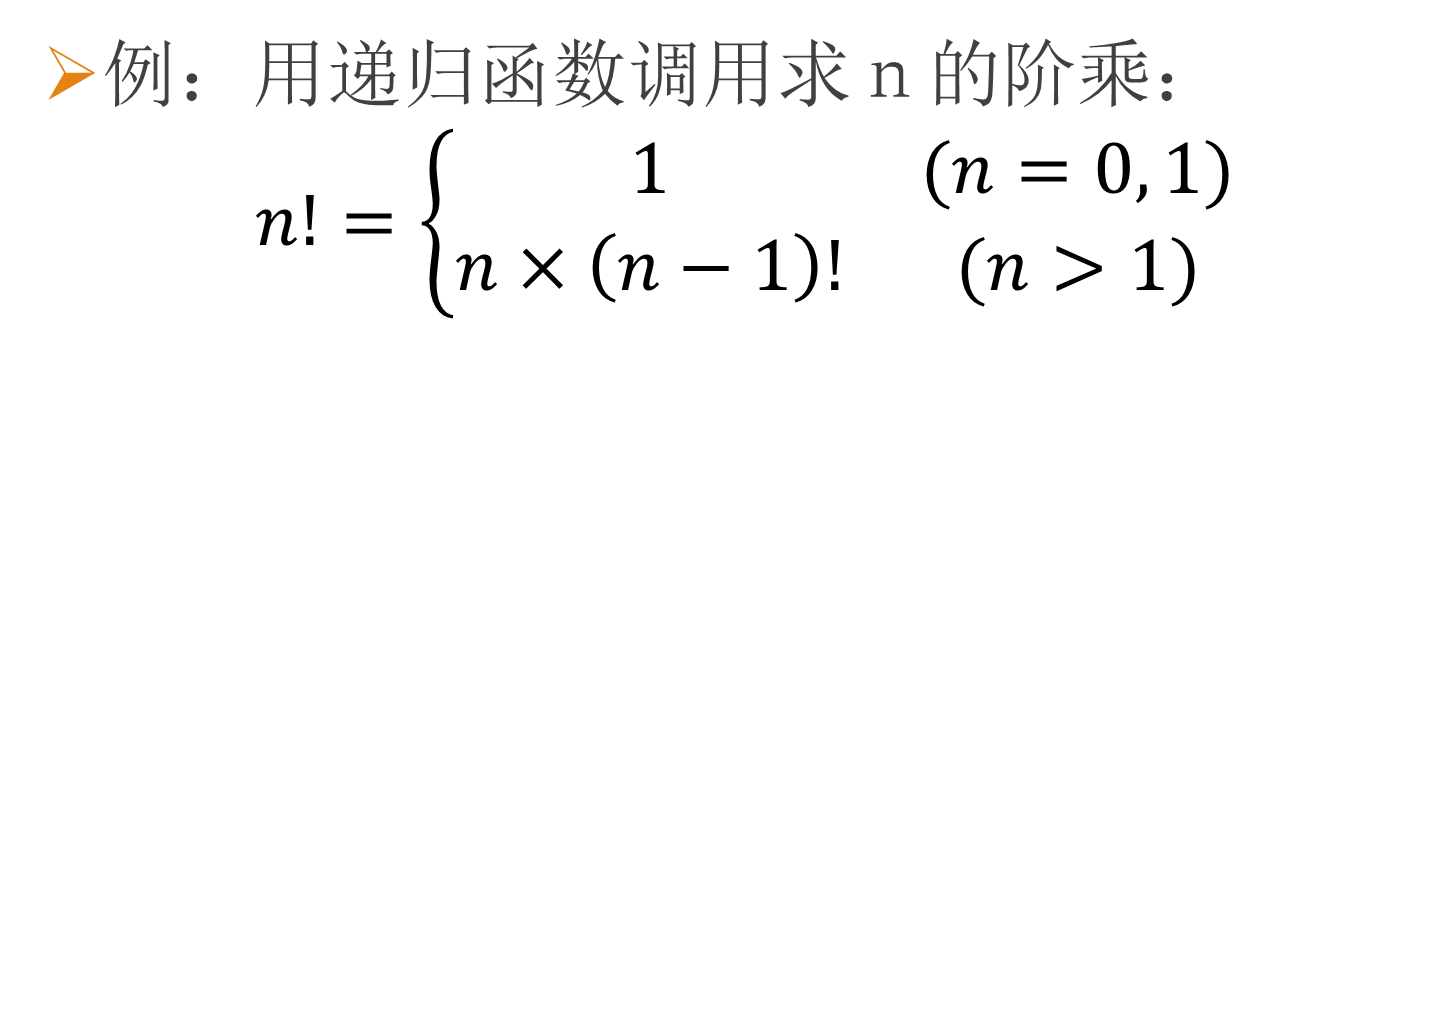 ➢例：用递归函数调用求 n 的阶乘：
n! = { 1 (n = 0, 1)
n × (n − 1)! (n > 1)